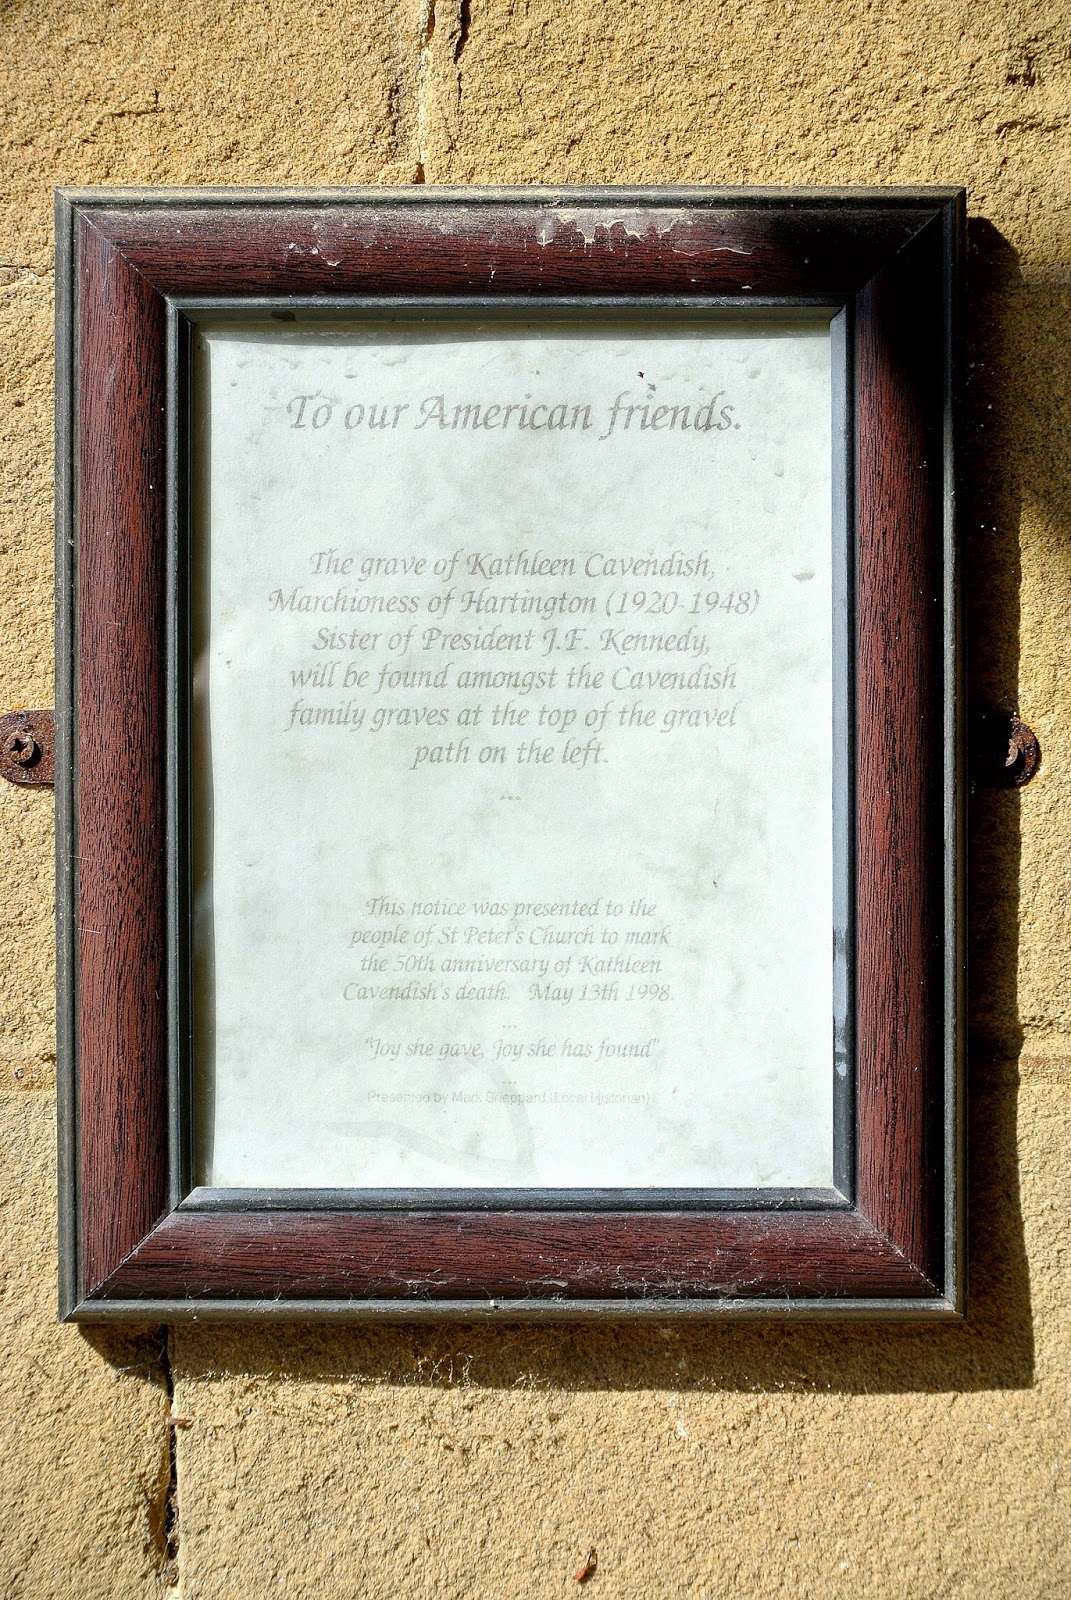 To our American friends.
The grave of Kathleen Cavendish,
Marchioness of Hartington (1920-1948)
Sister of President J.F. Kennedy,
will be found amongst the Cavendish
family graves at the top of the gravel
path on the left.
...
This notice was presented to the
people of St Peter's Church to mark
the 50th anniversary of Kathleen
Cavendish's death. May 13th 1998.
...
"Joy she gave, Joy she has found"
...
Presented by Mark Sheppard (Local Historian)